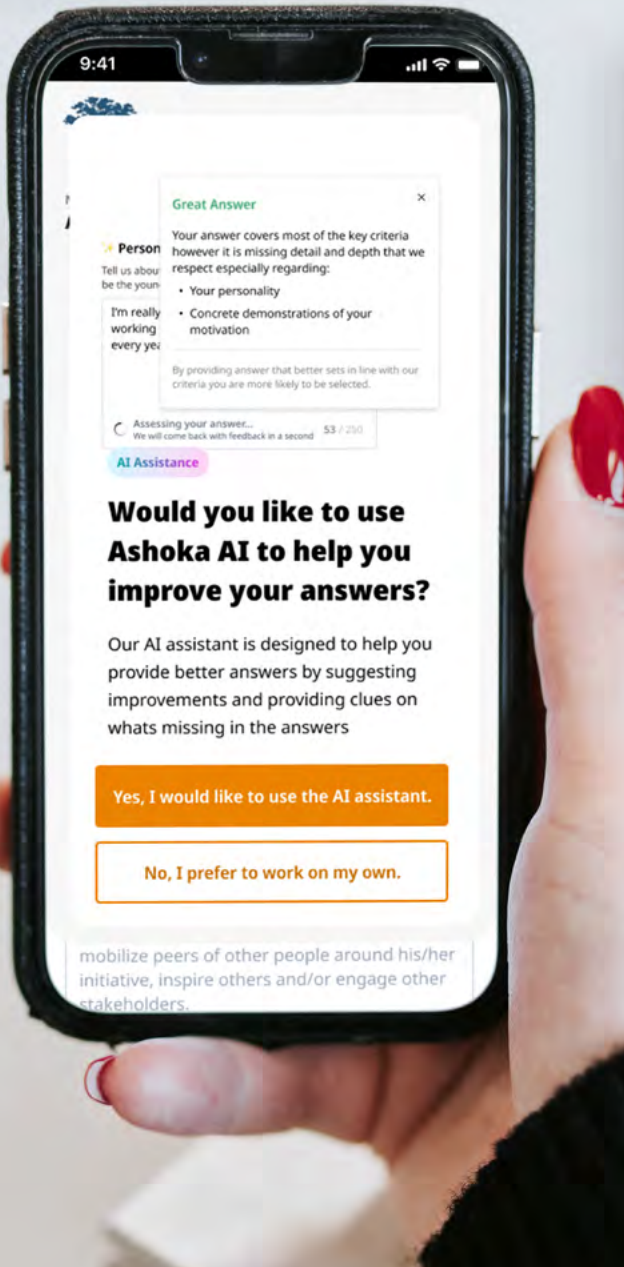 9:41
Great Answer
×
Your answer covers most of the key criteria
however it is missing detail and depth that we
respect especially regarding:
• Your personality
• Concrete demonstrations of your
motivation
By providing answer that better sets in line with our
criteria you are more likely to be selected.
✨ Person
Tell us abou
be the youn
I'm really
working
every yea
Assessing your answer...
We will come back with feedback in a second
53 / 250
AI Assistance
Would you like to use
Ashoka AI to help you
improve your answers?
Our AI assistant is designed to help you
provide better answers by suggesting
improvements and providing clues on
whats missing in the answers
Yes, I would like to use the AI assistant.
No, I prefer to work on my own.
mobilize peers of other people around his/her
initiative, inspire others and/or engage other
stakeholders.